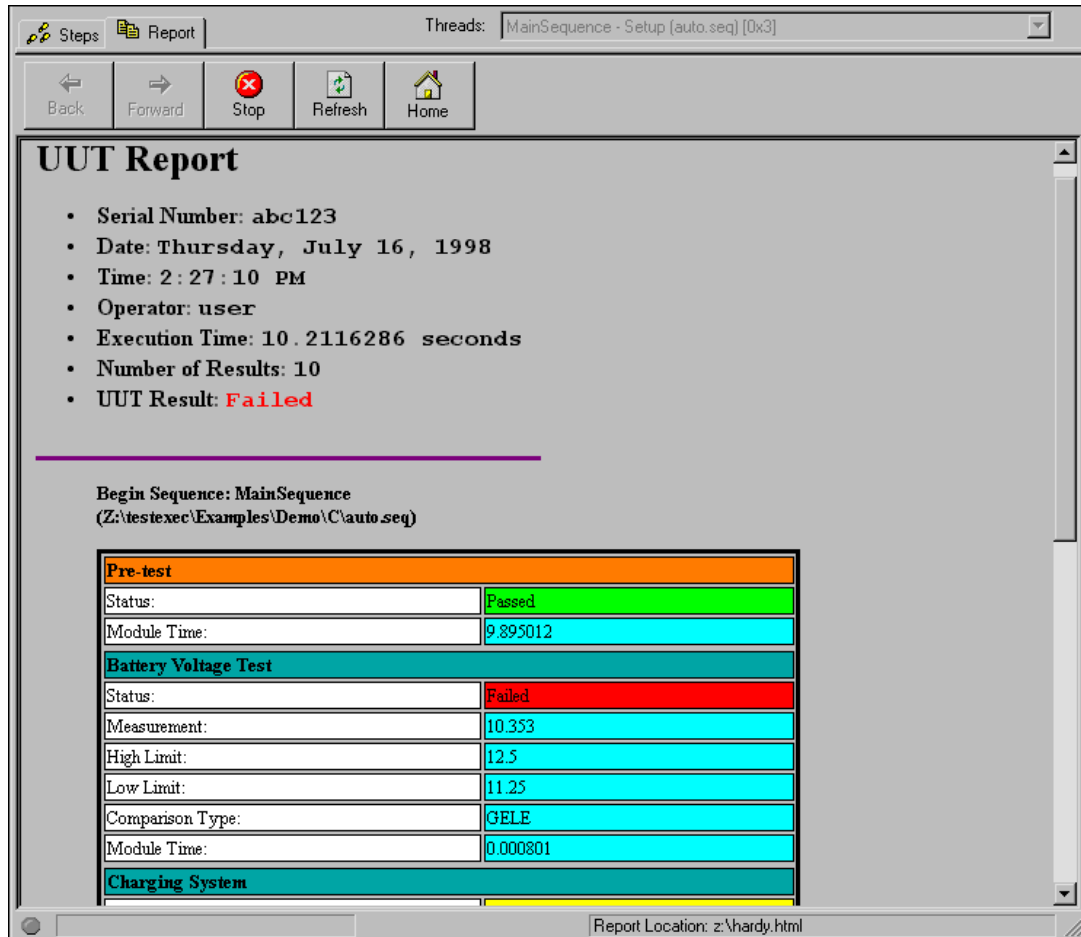 Steps Report Threads: MainSequence - Setup (auto.seq) [0x3]
Back Forward Stop Refresh Home
UUT Report
• Serial Number: abc123
• Date: Thursday, July 16, 1998
• Time: 2:27:10 PM
• Operator: user
• Execution Time: 10.2116286 seconds
• Number of Results: 10
• UUT Result: Failed
Begin Sequence: MainSequence
(Z:\testexec\Examples\Demo\C\auto.seq)
Pre-test
Status: Passed
Module Time: 9.895012
Battery Voltage Test
Status: Failed
Measurement: 10.353
High Limit: 12.5
Low Limit: 11.25
Comparison Type: GELE
Module Time: 0.000801
Charging System
Report Location: z:\hardy.html